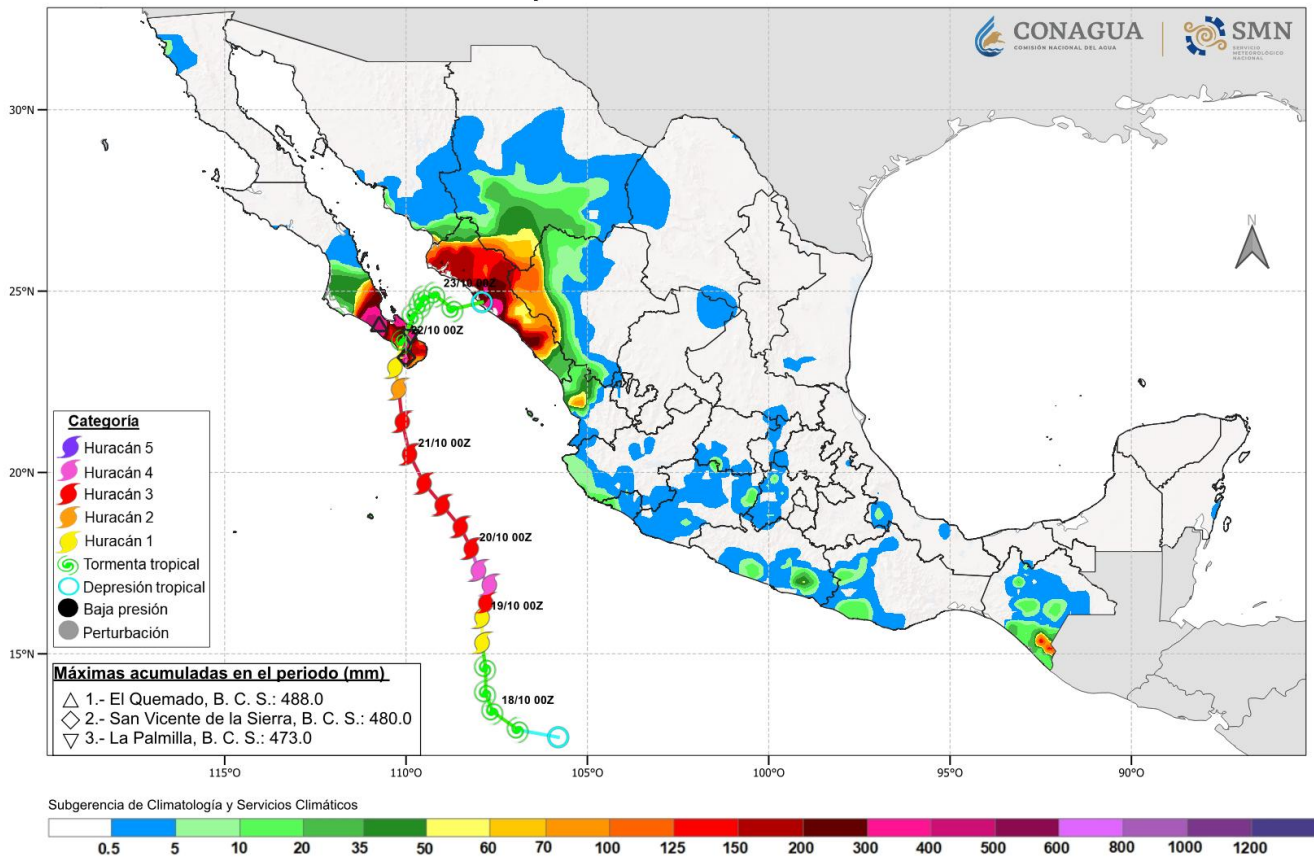 CONAGUA
COMISIÓN NACIONAL DEL AGUA
SMN
SERVICIO
METEOROLÓGICO
NACIONAL
30°N
25°N
20°N
15°N
N
23/10 00Z
22/10 00Z
21/10 00Z
20/10 00Z
19/10 00Z
18/10 00Z
Categoría
Huracán 5
Huracán 4
Huracán 3
Huracán 2
Huracán 1
Tormenta tropical
Depresión tropical
Baja presión
Perturbación
Máximas acumuladas en el periodo (mm)
1.- El Quemado, B. C. S.: 488.0
2.- San Vicente de la Sierra, B. C. S.: 480.0
3.- La Palmilla, B. C. S.: 473.0
115°O 110°O 105°O 100°O 95°O 90°O
Subgerencia de Climatología y Servicios Climáticos
0.5 5 10 20 35 50 60 70 100 125 150 200 300 400 500 600 800 1000 1200